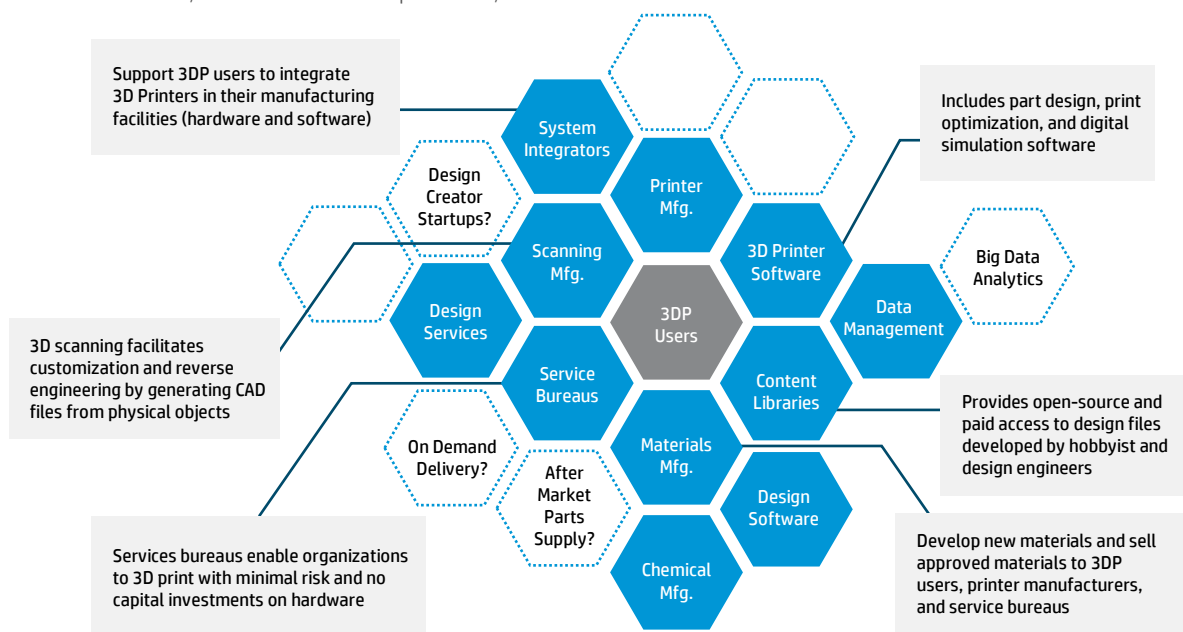 Support 3DP users to integrate
3D Printers in their manufacturing
facilities (hardware and software)
System
Integrators
Includes part design, print
optimization, and digital
simulation software
Design
Creator
Startups?
Printer
Mfg.
Scanning
Mfg.
3D Printer
Software
Big Data
Analytics
Design
Services
3DP
Users
Data
Management
3D scanning facilitates
customization and reverse
engineering by generating CAD
files from physical objects
Service
Bureaus
Content
Libraries
Provides open-source and
paid access to design files
developed by hobbyist and
design engineers
On Demand
Delivery?
Materials
Mfg.
After
Market
Parts
Supply?
Design
Software
Services bureaus enable organizations
to 3D print with minimal risk and no
capital investments on hardware
Chemical
Mfg.
Develop new materials and sell
approved materials to 3DP
users, printer manufacturers,
and service bureaus